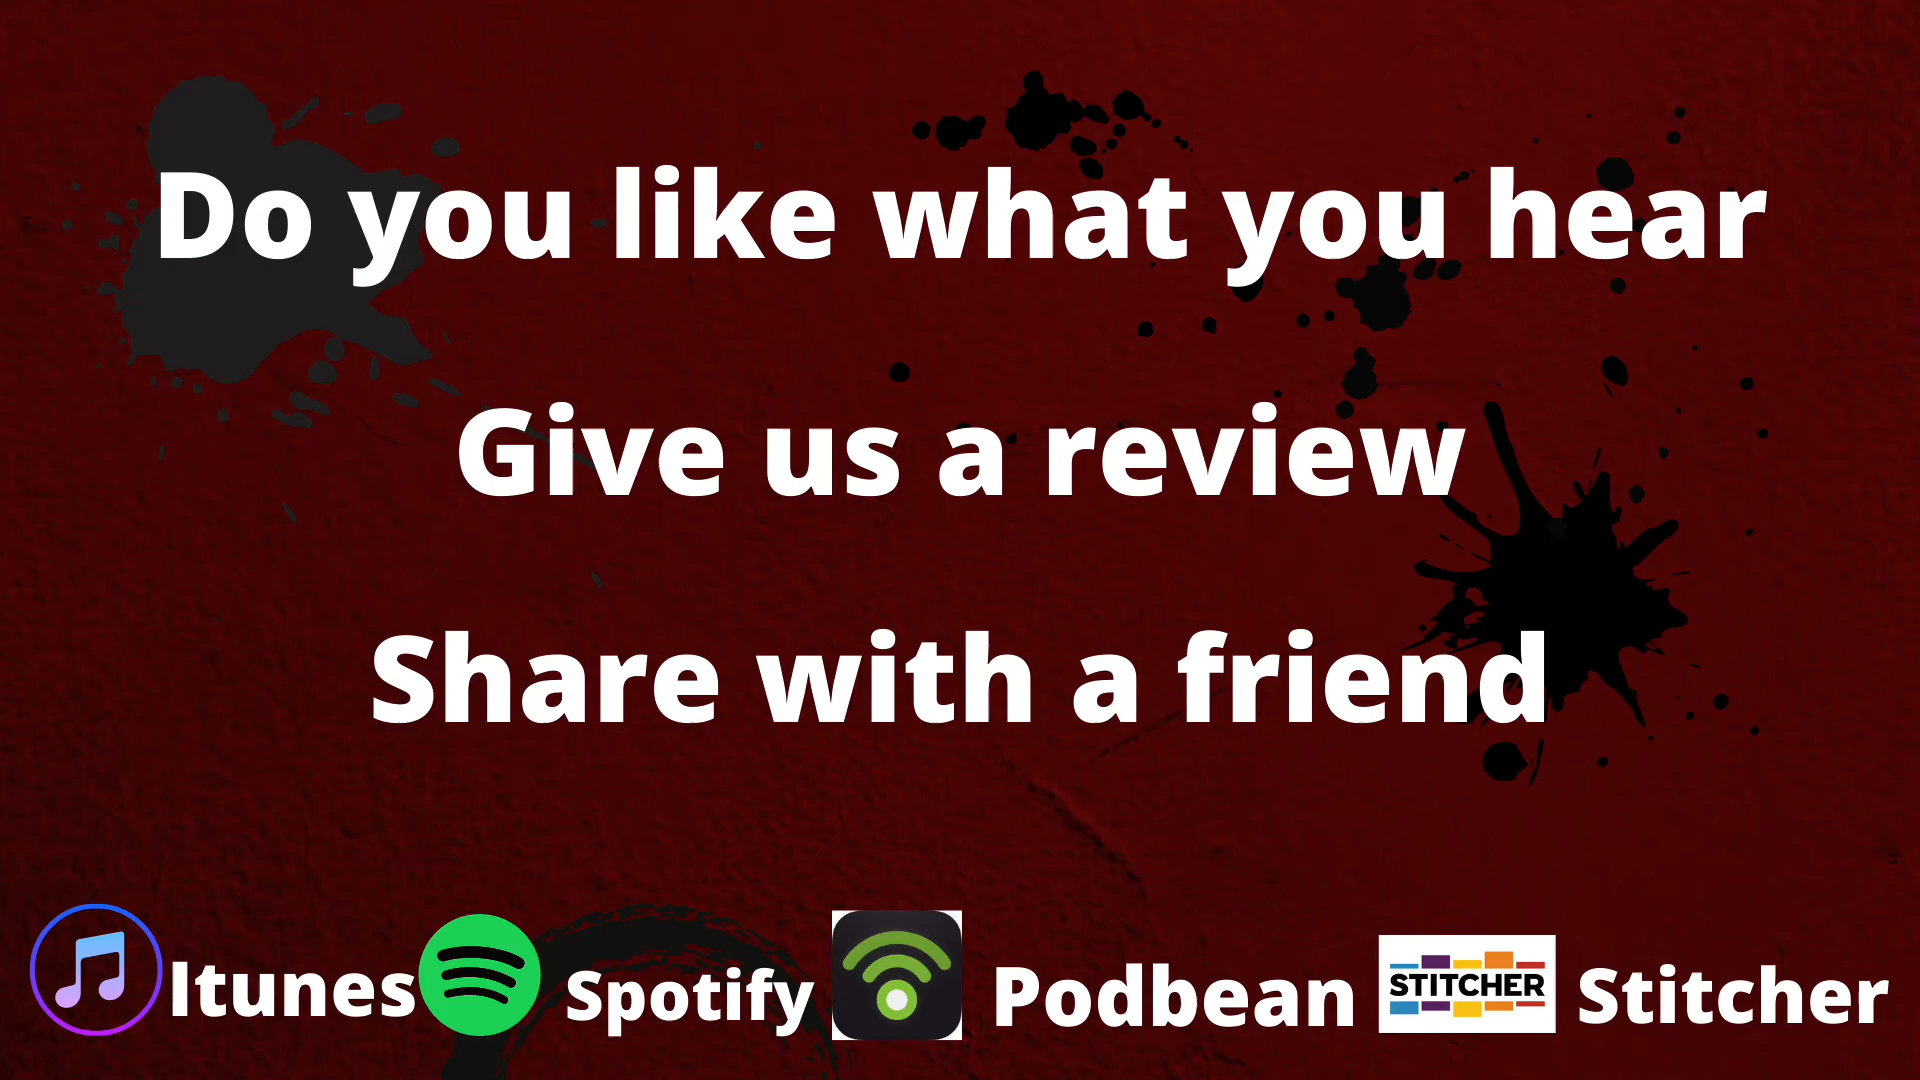 Do you like what you hear
Give us a review
Share with a friend
Itunes Spotify Podbean STITCHER Stitcher